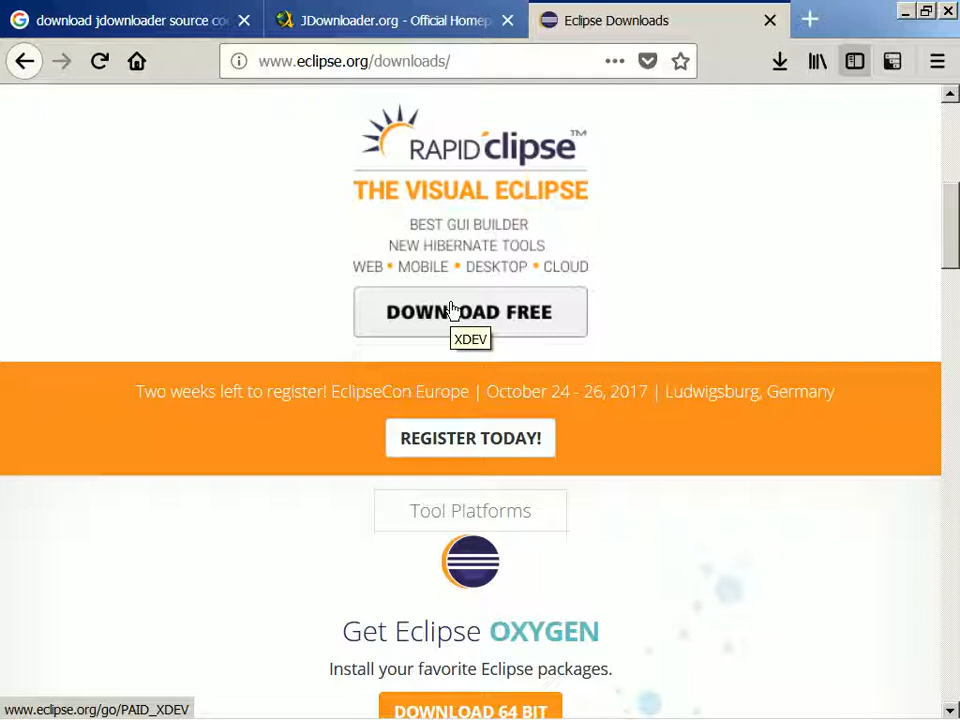 download jdownloader source co
JDownloader.org - Official Homep
Eclipse Downloads
www.eclipse.org/downloads/
RAPID'clipse™
THE VISUAL ECLIPSE
BEST GUI BUILDER
NEW HIBERNATE TOOLS
WEB • MOBILE • DESKTOP • CLOUD
DOWNLOAD FREE
XDEV
Two weeks left to register! EclipseCon Europe | October 24 - 26, 2017 | Ludwigsburg, Germany
REGISTER TODAY!
Tool Platforms
Get Eclipse OXYGEN
Install your favorite Eclipse packages.
DOWNLOAD 64 BIT
www.eclipse.org/go/PAID_XDEV